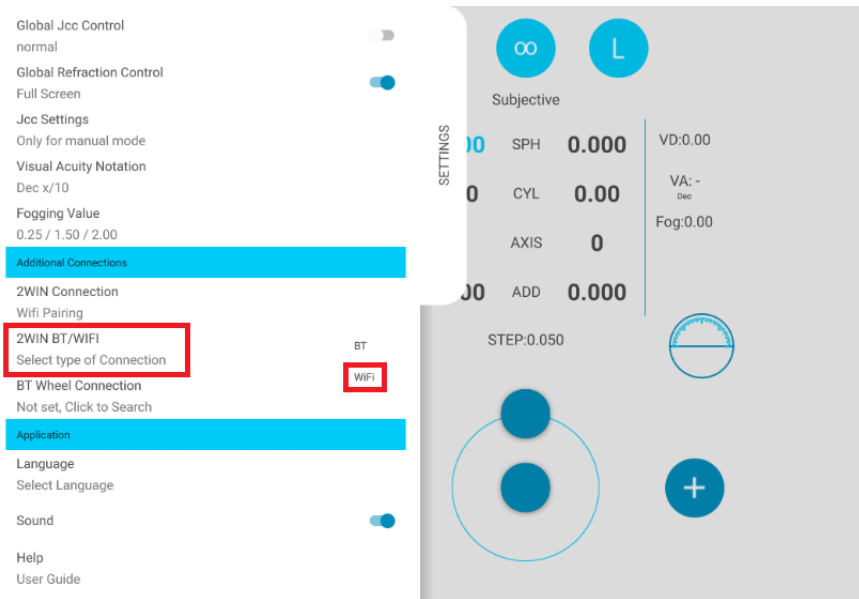 Global Jcc Control
normal
Global Refraction Control
Full Screen
Jcc Settings
Only for manual mode
Visual Acuity Notation
Dec x/10
Fogging Value
0.25 / 1.50 / 2.00
Additional Connections
2WIN Connection
Wifi Pairing
2WIN BT/WIFI
Select type of Connection
BT
WiFi
BT Wheel Connection
Not set, Click to Search
Application
Language
Select Language
Sound
Help
User Guide
SETTINGS
∞ L
Subjective
00 SPH 0.000
0 CYL 0.00
AXIS 0
00 ADD 0.000
VD:0.00
VA: -
Dec
Fog:0.00
STEP:0.050
+